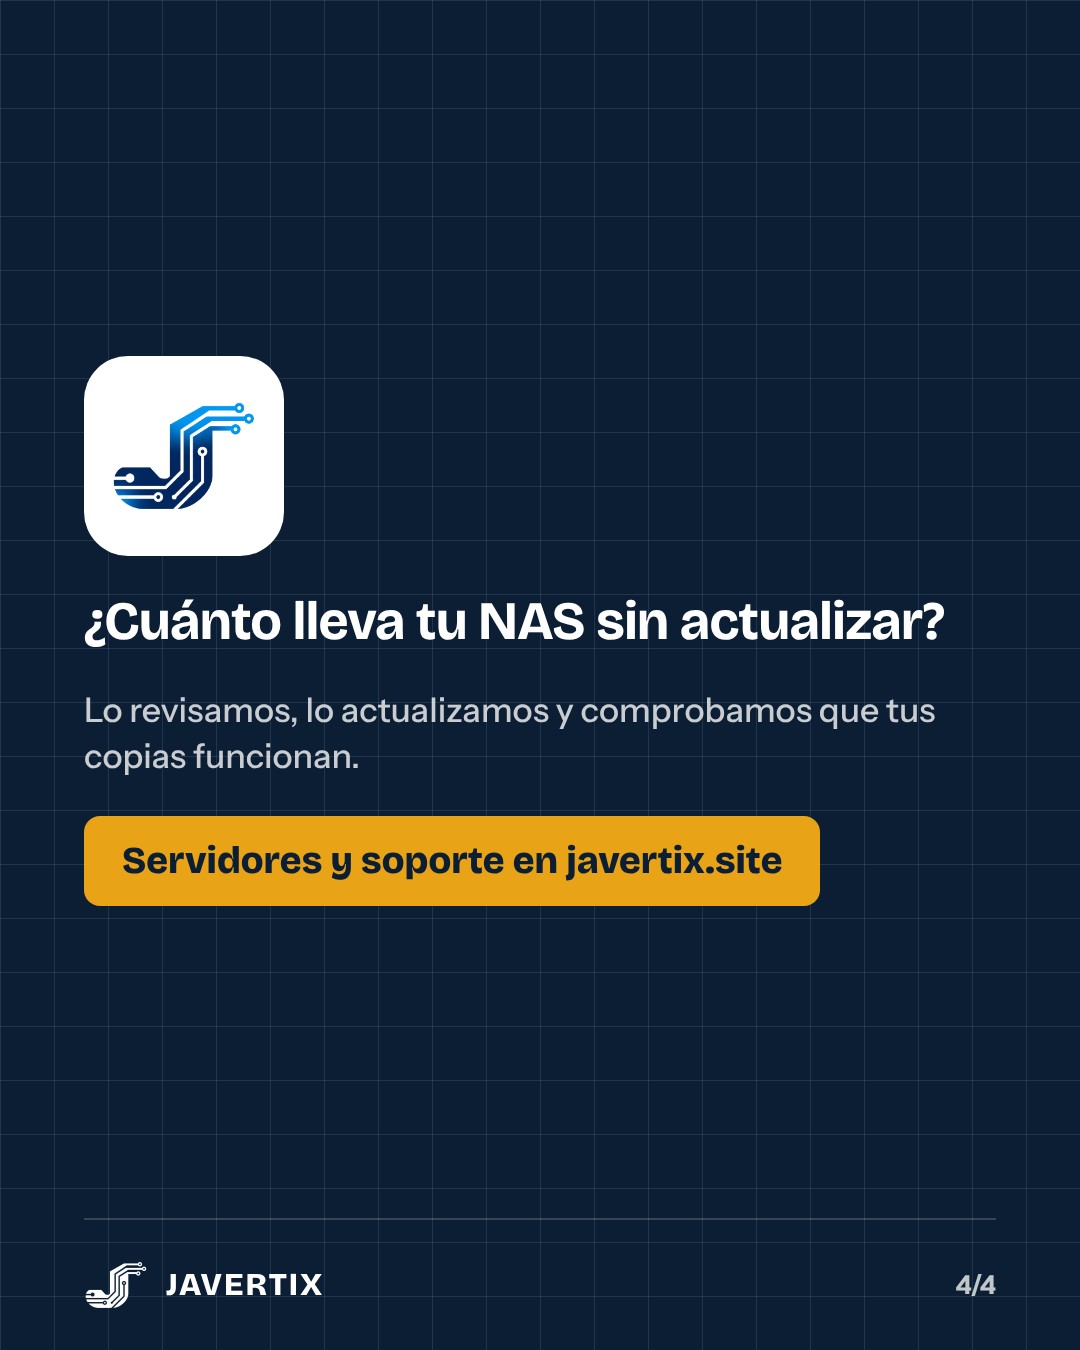 ¿Cuánto lleva tu NAS sin actualizar?
Lo revisamos, lo actualizamos y comprobamos que tus
copias funcionan.
Servidores y soporte en javertix.site
JAVERTIX
4/4